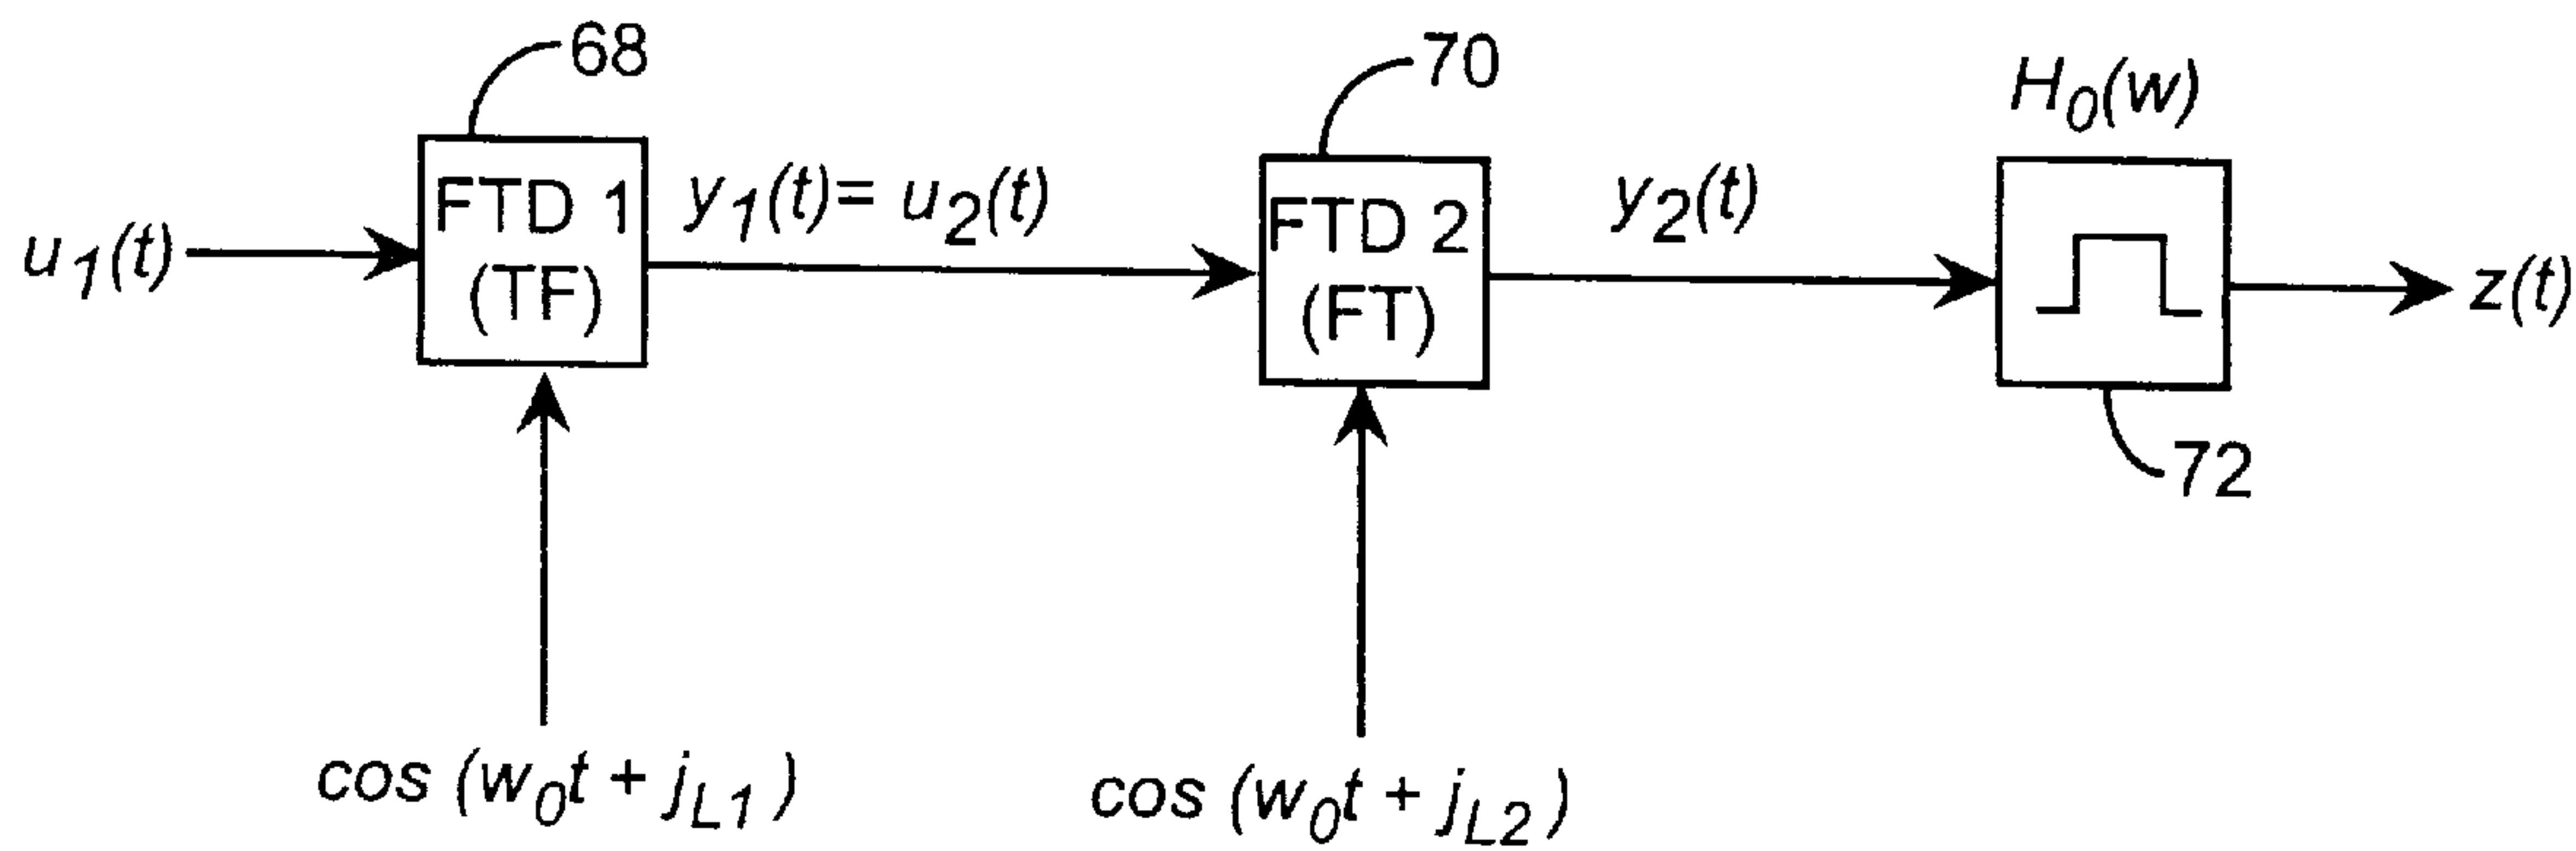 68
70
H0(w)
FTD 1
(TF)
y1(t)= u2(t)
FTD 2
(FT)
y2(t)
u1(t)
z(t)
72
cos (w0t + jL1 )
cos (w0t + jL2 )